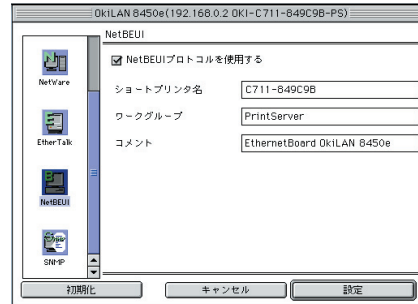 OkiLAN 8450e(192.168.0.2 OKI-C711-849C9B-PS)
NetBEUI
NetBEUIプロトコルを使用する
ショートプリンタ名
C711-849C9B
ワークグループ
PrintServer
コメント
EthernetBoard OkiLAN 8450e
NetWare
EtherTalk
NetBEUI
SNMP
初期化
キャンセル
設定